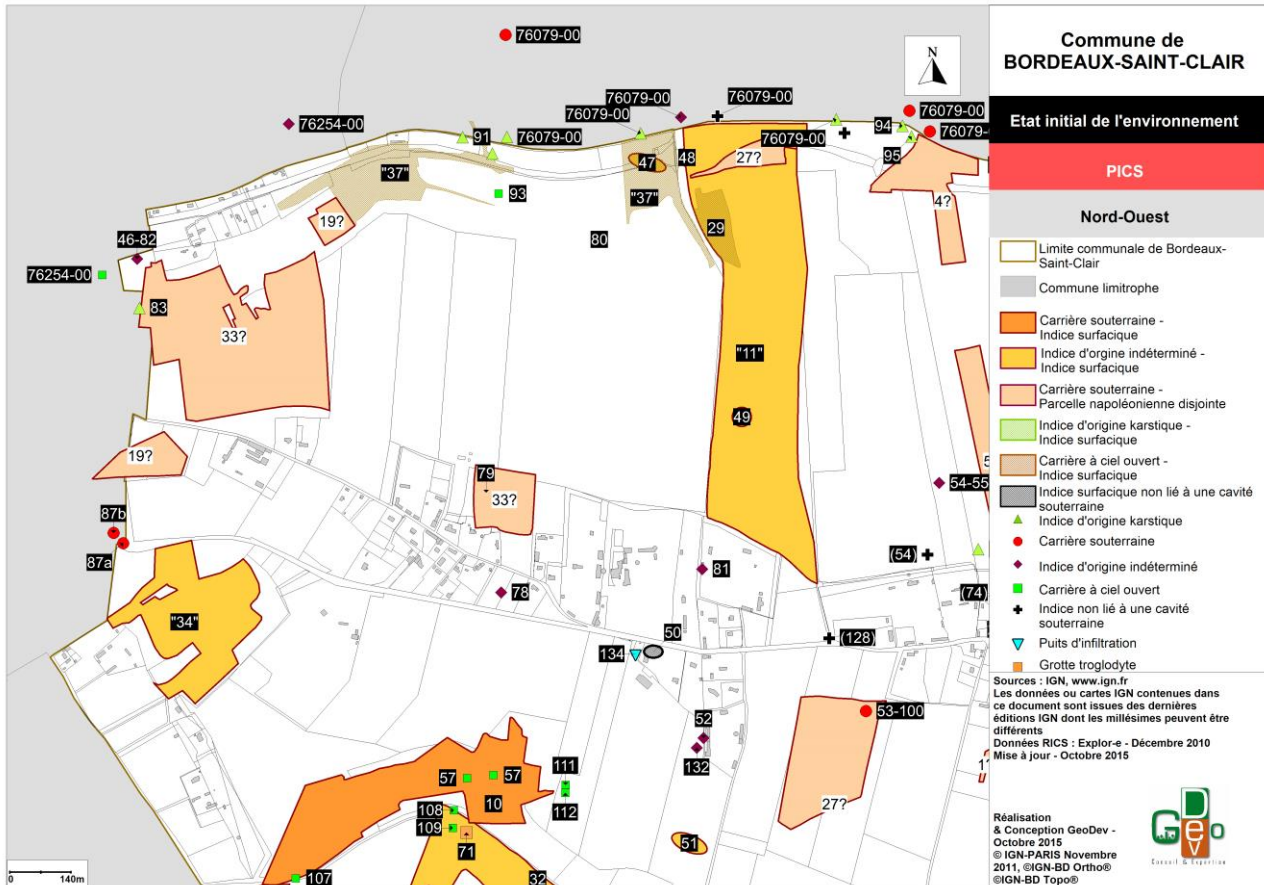 76079-00
N
76254-00
91
76079-00
76079-00
76079-00
76079-00
76079-00
94
76079-00
76079-
95
"37"
47
48
27?
"37"
93
4?
19?
29
46-82
80
76254-00
83
33?
"11"
49
19?
79
33?
54-55
87b
87a
(54)
81
78
(74)
"34"
50
(128)
134
53-100
52
132
57
57
111
10
112
27?
108
109
71
51
107
32
140m
0
Commune de
BORDEAUX-SAINT-CLAIR
Etat initial de l'environnement
PICS
Nord-Ouest
Limite communale de Bordeaux-
Saint-Clair
Commune limitrophe
Carrière souterraine -
Indice surfacique
Indice d'orgine indéterminé -
Indice surfacique
Carrière souterraine -
Parcelle napoléonienne disjointe
Indice d'origine karstique -
Indice surfacique
Carrière à ciel ouvert -
Indice surfacique
Indice surfacique non lié à une cavité
souterraine
Indice d'origine karstique
Carrière souterraine
Indice d'origine indéterminé
Carrière à ciel ouvert
Indice non lié à une cavité
souterraine
Puits d'infiltration
Grotte troglodyte
Sources : IGN, www.ign.fr
Les données ou cartes IGN contenues dans
ce document sont issues des dernières
éditions IGN dont les millésimes peuvent être
différents
Données RICS : Explor-e - Décembre 2010
Mise à jour - Octobre 2015
Réalisation
& Conception GeoDev -
Octobre 2015
© IGN-PARIS Novembre
2011, ©IGN-BD Ortho®
©IGN-BD Topo®
GeoDev
Conseil & Expertise